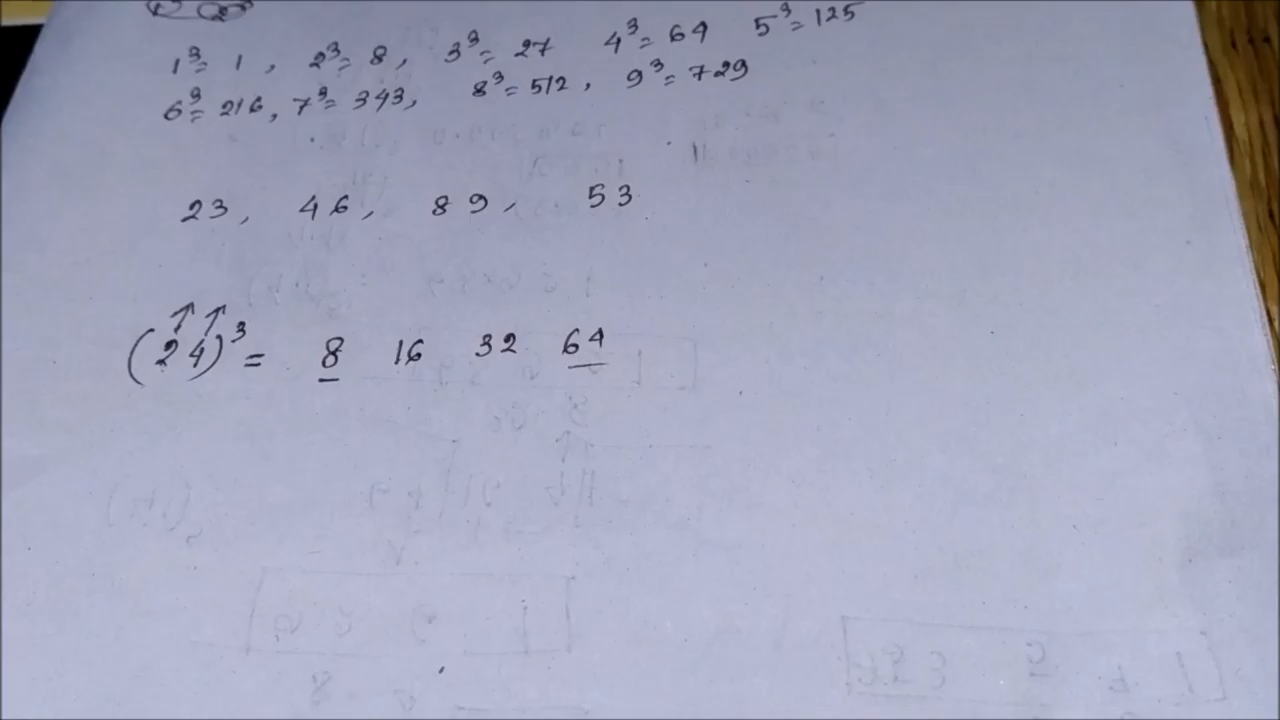 1³= 1 , 2³= 8 , 3³= 27 4³= 64 5³= 125
6³= 216 , 7³= 343 , 8³= 512 , 9³= 729
23 , 46 , 89 , 53
(24)³ = 8 16 32 64